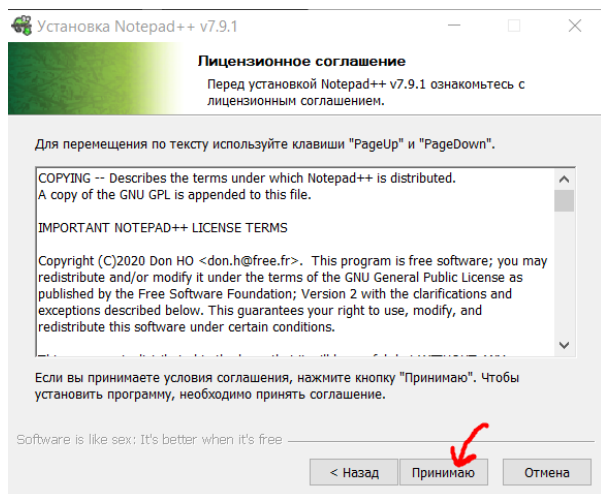 Установка Notepad++ v7.9.1
Лицензионное соглашение
Перед установкой Notepad++ v7.9.1 ознакомьтесь с
лицензионным соглашением.
Для перемещения по тексту используйте клавиши "PageUp" и "PageDown".
COPYING -- Describes the terms under which Notepad++ is distributed.
A copy of the GNU GPL is appended to this file.
IMPORTANT NOTEPAD++ LICENSE TERMS
Copyright (C)2020 Don HO <don.h@free.fr>. This program is free software; you may
redistribute and/or modify it under the terms of the GNU General Public License as
published by the Free Software Foundation; Version 2 with the clarifications and
exceptions described below. This guarantees your right to use, modify, and
redistribute this software under certain conditions.
Если вы принимаете условия соглашения, нажмите кнопку "Принимаю". Чтобы
установить программу, необходимо принять соглашение.
Software is like sex: It's better when it's free
< Назад Принимаю Отмена